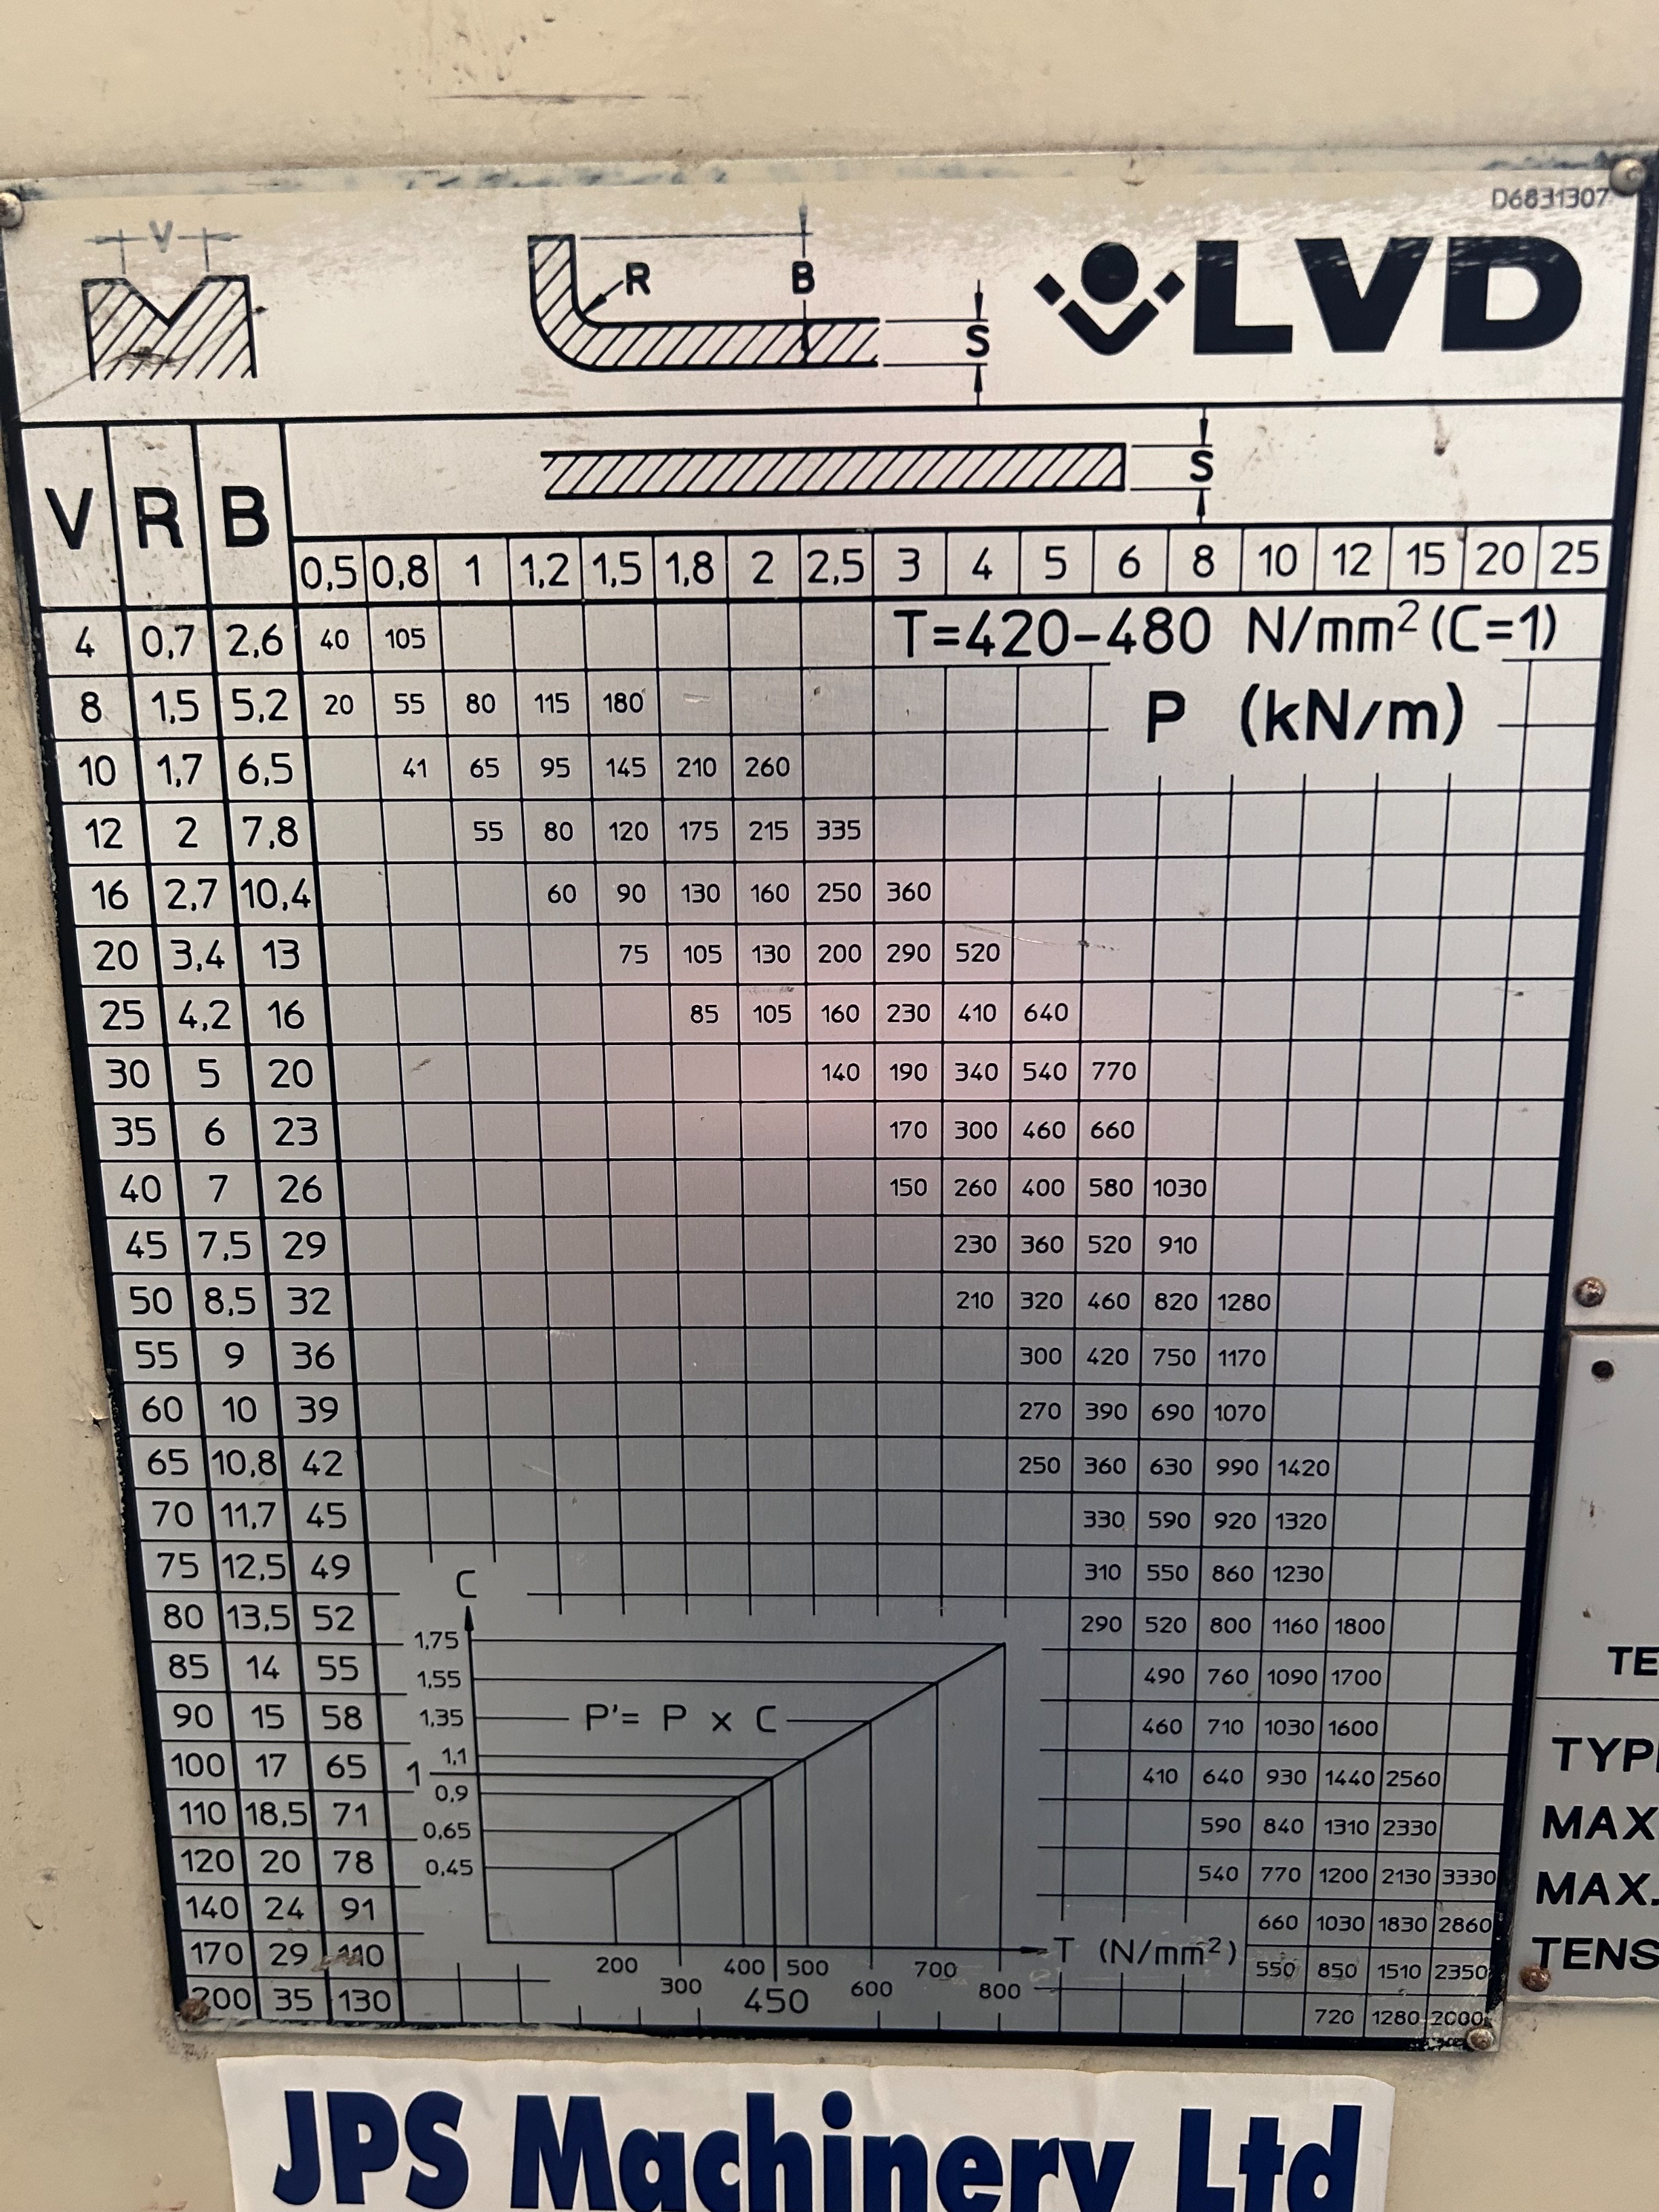 D6831307
V
R
B
S
LVD
S
V R B
0,5 0,8 1 1,2 1,5 1,8 2 2,5 3 4 5 6 8 10 12 15 20 25
4 0,7 2,6 40 105 T=420-480 N/mm² (C=1)
8 1,5 5,2 20 55 80 115 180 P (kN/m)
10 1,7 6,5 41 65 95 145 210 260
12 2 7,8 55 80 120 175 215 335
16 2,7 10,4 60 90 130 160 250 360
20 3,4 13 75 105 130 200 290 520
25 4,2 16 85 105 160 230 410 640
30 5 20 140 190 340 540 770
35 6 23 170 300 460 660
40 7 26 150 260 400 580 1030
45 7,5 29 230 360 520 910
50 8,5 32 210 320 460 820 1280
55 9 36 300 420 750 1170
60 10 39 270 390 690 1070
65 10,8 42 250 360 630 990 1420
70 11,7 45 330 590 920 1320
75 12,5 49 310 550 860 1230
80 13,5 52 290 520 800 1160 1800
85 14 55 490 760 1090 1700
90 15 58 460 710 1030 1600
100 17 65 410 640 930 1440 2560
110 18,5 71 590 840 1310 2330
120 20 78 540 770 1200 2130 3330
140 24 91 660 1030 1830 2860
170 29 110 550 850 1510 2350
200 35 130 720 1280 2000
C
1,75
1,55
1,35
1,1
1
0,9
0,65
0,45
P'= P x C
T (N/mm²)
200 300 400 450 500 600 700 800
TE
TYP
MAX
MAX.
TENS
JPS Machinery Ltd